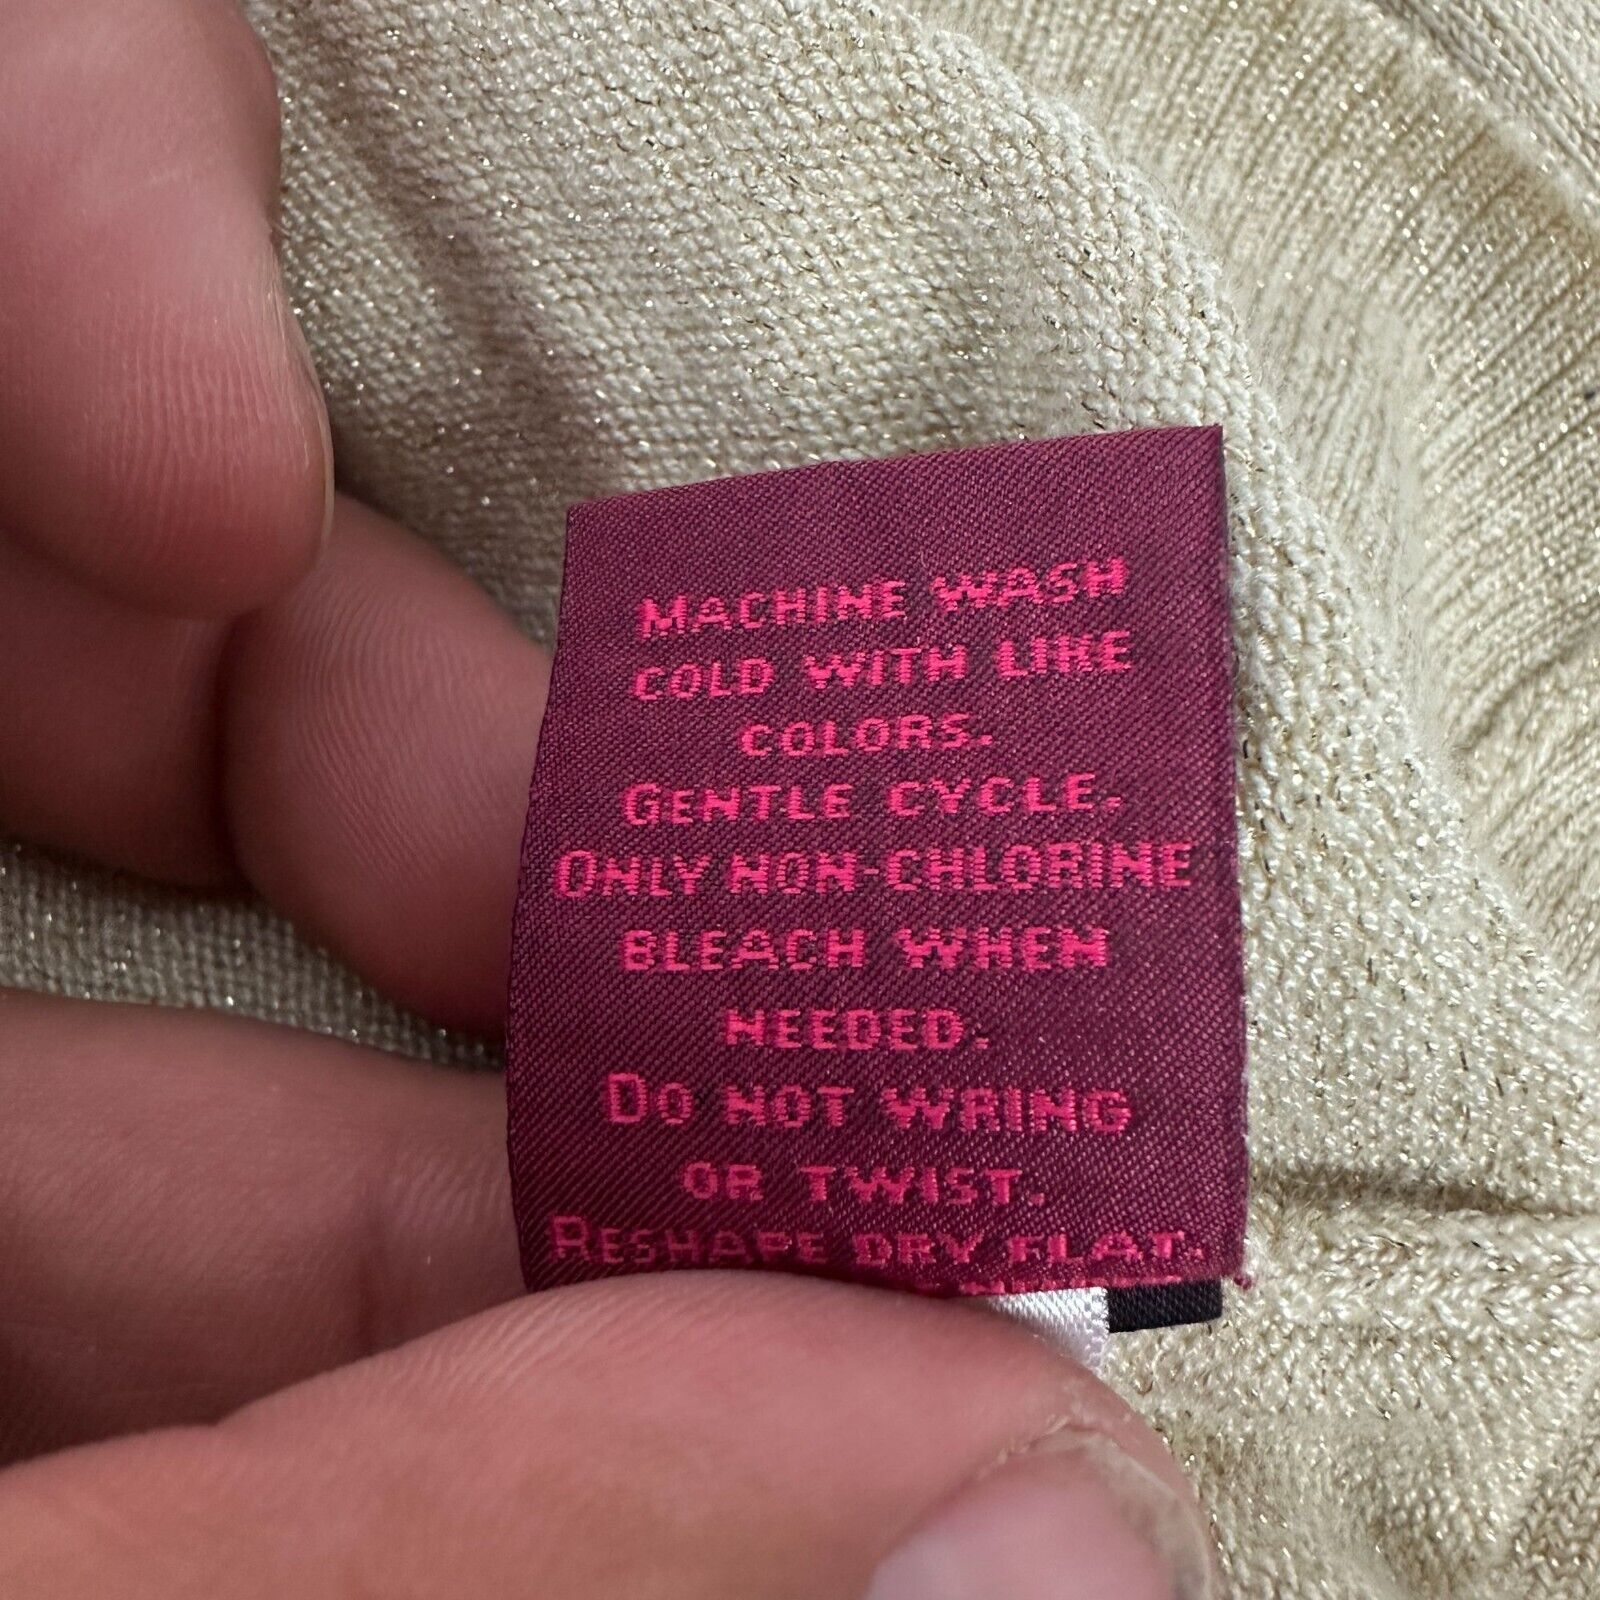 MACHINE WASH
COLD WITH LIKE
COLORS.
GENTLE CYCLE.
ONLY NON-CHLORINE
BLEACH WHEN
NEEDED.
DO NOT WRING
OR TWIST.
RESHAPE DRY FLAT.